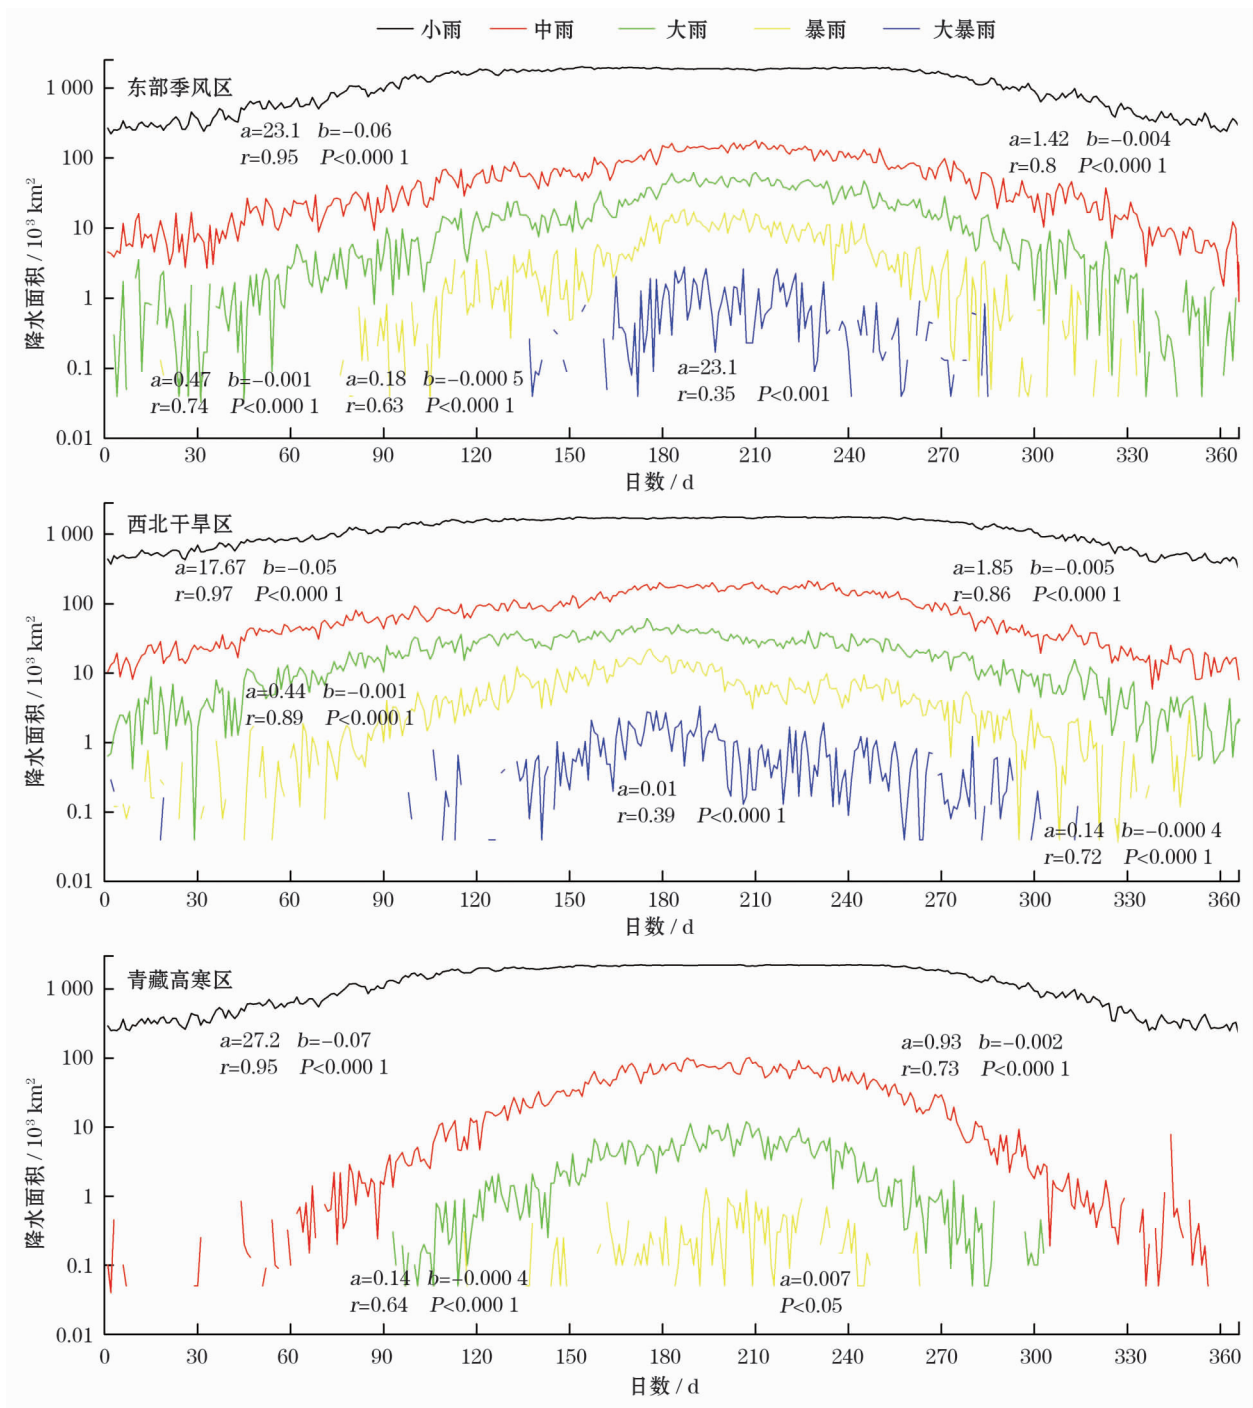 小雨 中雨 大雨 暴雨 大暴雨
东部季风区
降水面积 / 10³ km²
1 000
100
10
1
0.1
0.01
a=23.1 b=−0.06
r=0.95 P<0.000 1
a=1.42 b=−0.004
r=0.8 P<0.000 1
a=0.47 b=−0.001
r=0.74 P<0.000 1
a=0.18 b=−0.000 5
r=0.63 P<0.000 1
a=23.1
r=0.35 P<0.001
0 30 60 90 120 150 180 210 240 270 300 330 360
日数 / d
西北干旱区
降水面积 / 10³ km²
1 000
100
10
1
0.1
0.01
a=17.67 b=−0.05
r=0.97 P<0.000 1
a=1.85 b=−0.005
r=0.86 P<0.000 1
a=0.44 b=−0.001
r=0.89 P<0.000 1
a=0.01
r=0.39 P<0.000 1
a=0.14 b=−0.000 4
r=0.72 P<0.000 1
0 30 60 90 120 150 180 210 240 270 300 330 360
日数 / d
青藏高寒区
降水面积 / 10³ km²
1 000
100
10
1
0.1
0.01
a=27.2 b=−0.07
r=0.95 P<0.000 1
a=0.93 b=−0.002
r=0.73 P<0.000 1
a=0.14 b=−0.000 4
r=0.64 P<0.000 1
a=0.007
P<0.05
0 30 60 90 120 150 180 210 240 270 300 330 360
日数 / d